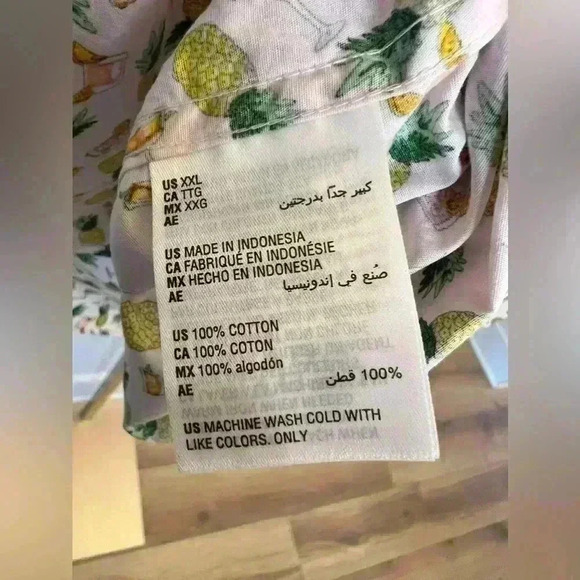 US XXL
CA TTG
MX XXG
AE كبير جدًا بدرجتين
US MADE IN INDONESIA
CA FABRIQUÉ EN INDONÉSIE
MX HECHO EN INDONESIA
AE صُنع في إندونيسيا
US 100% COTTON
CA 100% COTON
MX 100% algodón
AE 100% قطن
US MACHINE WASH COLD WITH
LIKE COLORS. ONLY